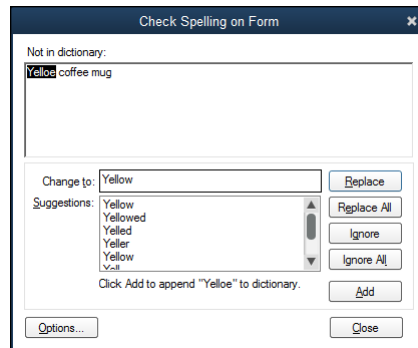 Check Spelling on Form
Not in dictionary:
Yelloe coffee mug
Change to: Yellow Replace
Suggestions: Yellow Replace All
Yellowed
Yelled Ignore
Yeller
Yellow Ignore All
Yell
Click Add to append "Yelloe" to dictionary. Add
Options... Close